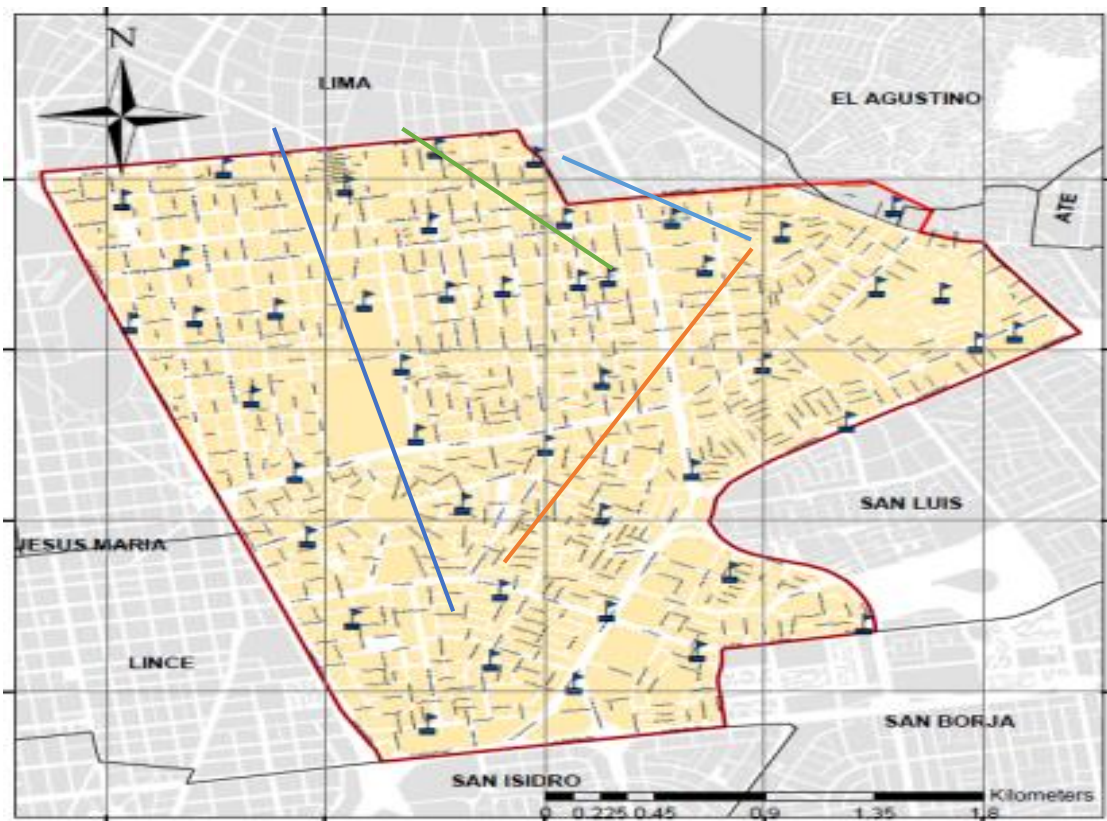 N
LIMA
EL AGUSTINO
ATE
SAN LUIS
JESUS MARIA
LINCE
SAN BORJA
SAN ISIDRO
Kilometers
0 0.225 0.45 0.9 1.35 1.8